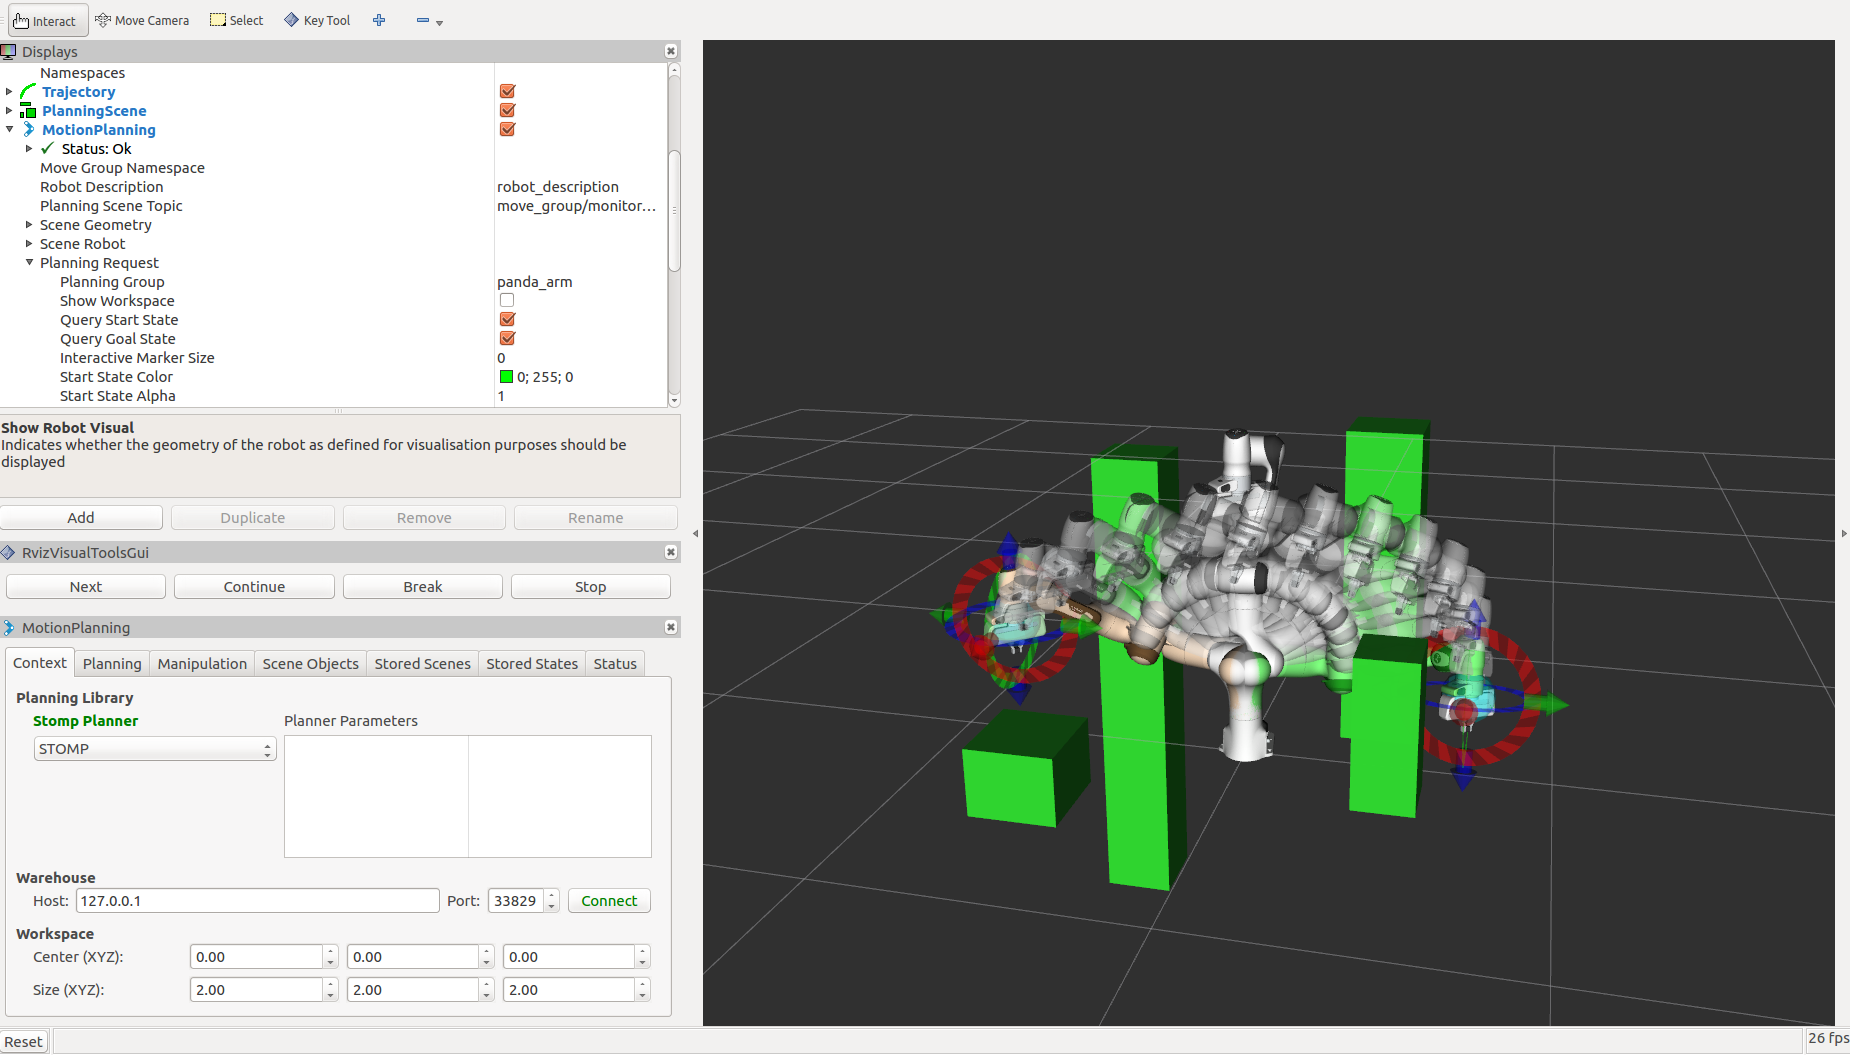 Interact Move Camera Select Key Tool
Displays
Namespaces
Trajectory
PlanningScene
MotionPlanning
Status: Ok
Move Group Namespace
Robot Description robot_description
Planning Scene Topic move_group/monitor...
Scene Geometry
Scene Robot
Planning Request
Planning Group panda_arm
Show Workspace
Query Start State
Query Goal State
Interactive Marker Size 0
Start State Color 0; 255; 0
Start State Alpha 1
Show Robot Visual
Indicates whether the geometry of the robot as defined for visualisation purposes should be
displayed
Add Duplicate Remove Rename
RvizVisualToolsGui
Next Continue Break Stop
MotionPlanning
Context Planning Manipulation Scene Objects Stored Scenes Stored States Status
Planning Library
Stomp Planner Planner Parameters
STOMP
Warehouse
Host: 127.0.0.1 Port: 33829 Connect
Workspace
Center (XYZ): 0.00 0.00 0.00
Size (XYZ): 2.00 2.00 2.00
Reset 26 fps